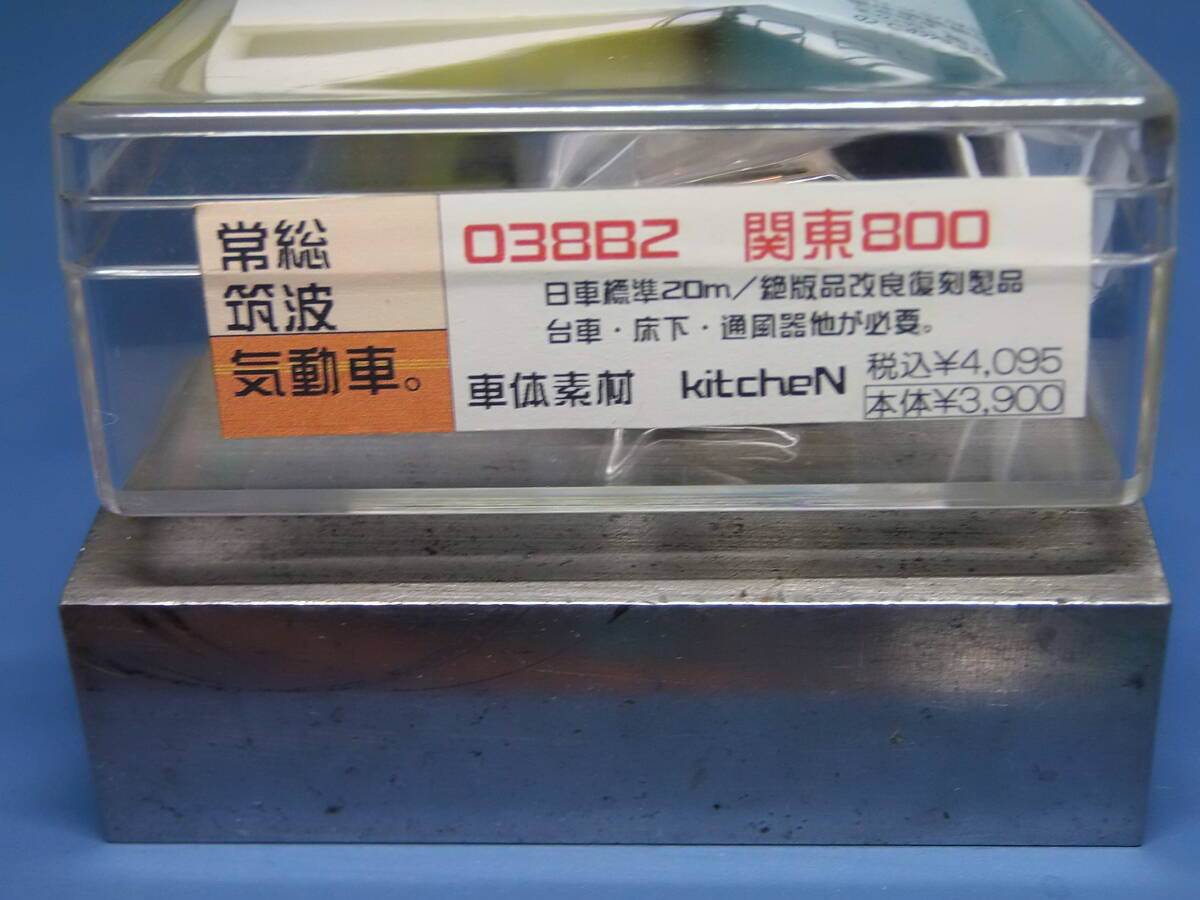 常総
筑波
気動車。
038B2 関東800
日車標準20m/絶版品改良復刻製品
台車・床下・通風器他が必要。
車体素材 kitcheN
税込¥4,095
本体¥3,900